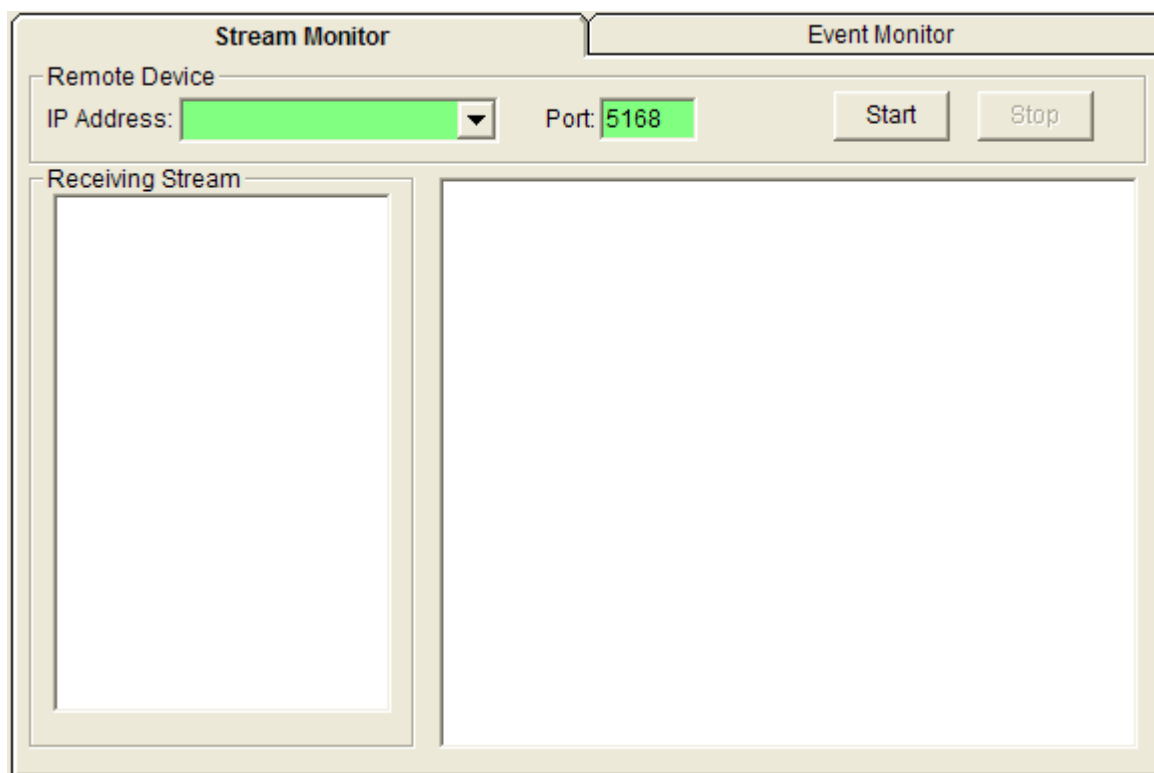 Stream Monitor
Event Monitor
Remote Device
IP Address:
Port: 5168
Start
Stop
Receiving Stream